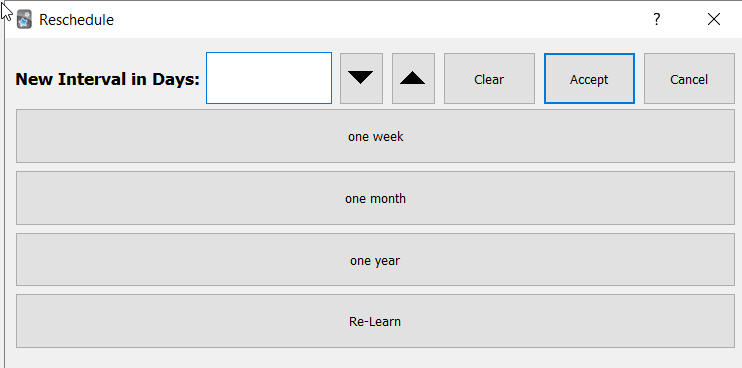 Reschedule ?
New Interval in Days: Clear Accept Cancel
one week
one month
one year
Re-Learn